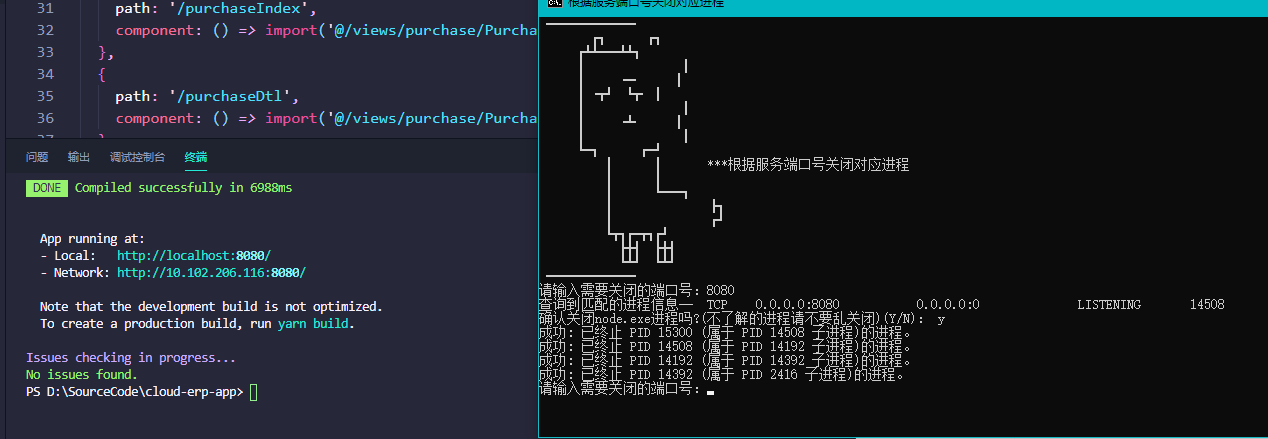 31 path: '/purchaseIndex',
32 component: () => import('@/views/purchase/Purcha
33 },
34 {
35 path: '/purchaseDtl',
36 component: () => import('@/views/purchase/Purcha
37 }
问题 输出 调试控制台 终端
DONE Compiled successfully in 6988ms
App running at:
- Local: http://localhost:8080/
- Network: http://10.102.206.116:8080/
Note that the development build is not optimized.
To create a production build, run yarn build.
Issues checking in progress...
No issues found.
PS D:\SourceCode\cloud-erp-app>
根据服务端口号关闭对应进程
***根据服务端口号关闭对应进程
请输入需要关闭的端口号: 8080
查询到匹配的进程信息— TCP 0.0.0.0:8080 0.0.0.0:0 LISTENING 14508
确认关闭node.exe进程吗?(不了解的进程请不要乱关闭)(Y/N): y
成功: 已终止 PID 15300 (属于 PID 14508 子进程)的进程。
成功: 已终止 PID 14508 (属于 PID 14192 子进程)的进程。
成功: 已终止 PID 14192 (属于 PID 14392 子进程)的进程。
成功: 已终止 PID 14392 (属于 PID 2416 子进程)的进程。
请输入需要关闭的端口号: